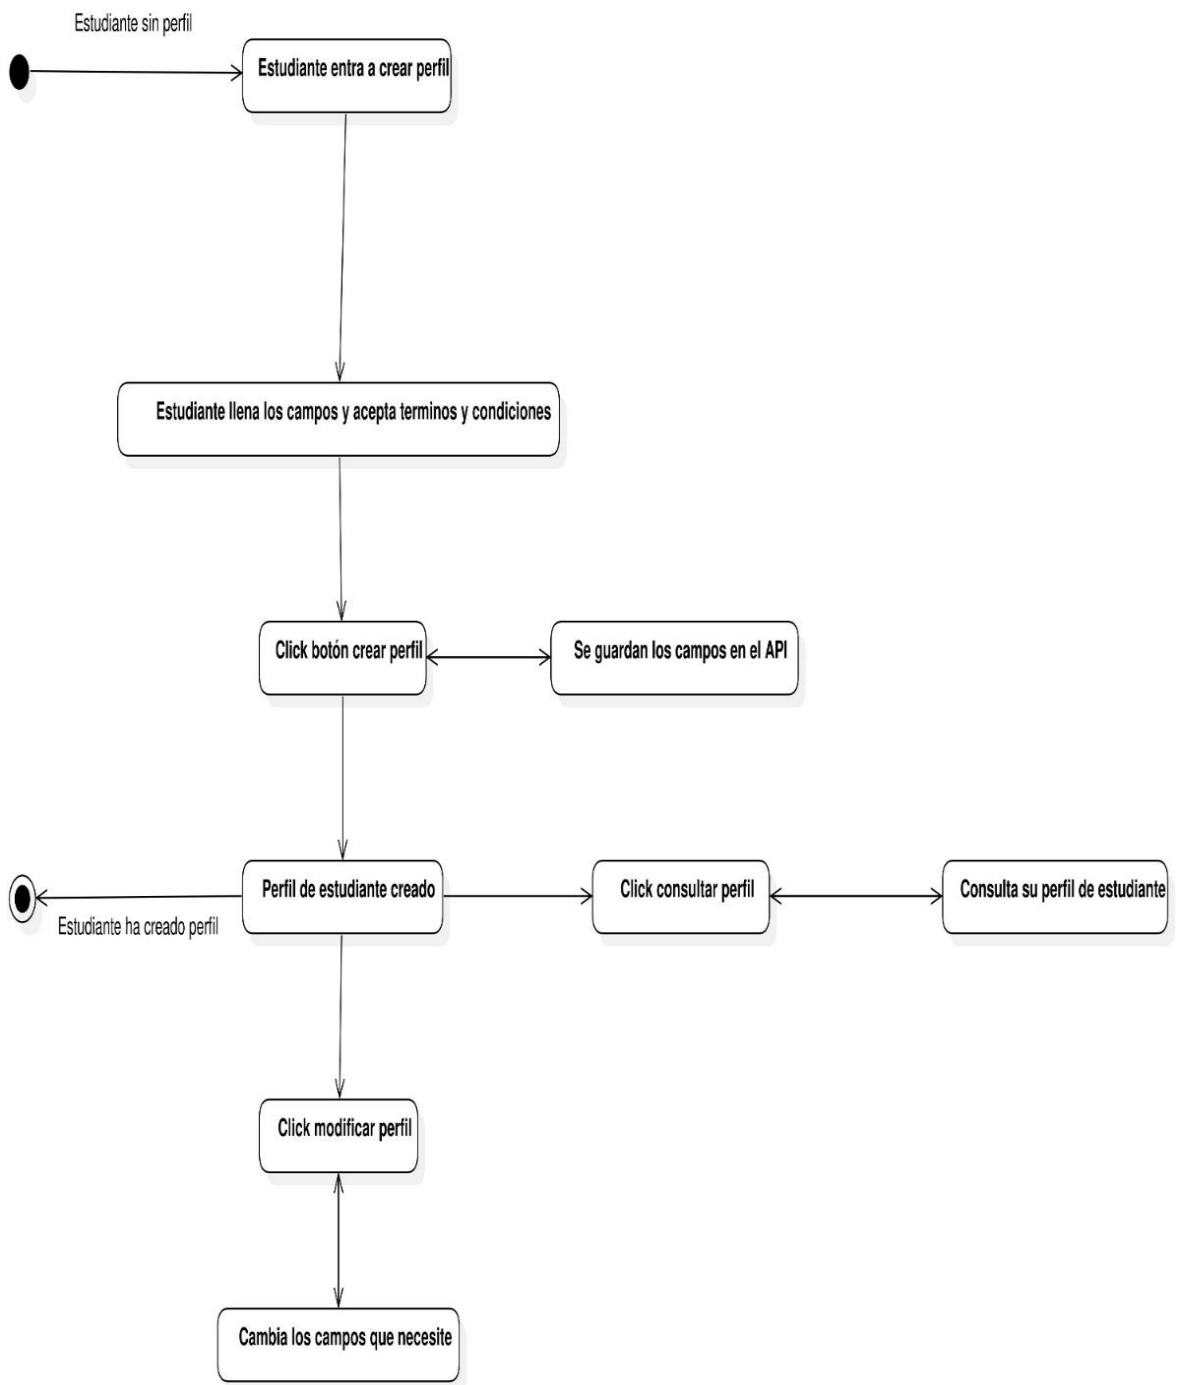 Estudiante sin perfil
Estudiante entra a crear perfil
Estudiante llena los campos y acepta terminos y condiciones
Click botón crear perfil
Se guardan los campos en el API
Perfil de estudiante creado
Click consultar perfil
Consulta su perfil de estudiante
Estudiante ha creado perfil
Click modificar perfil
Cambia los campos que necesite